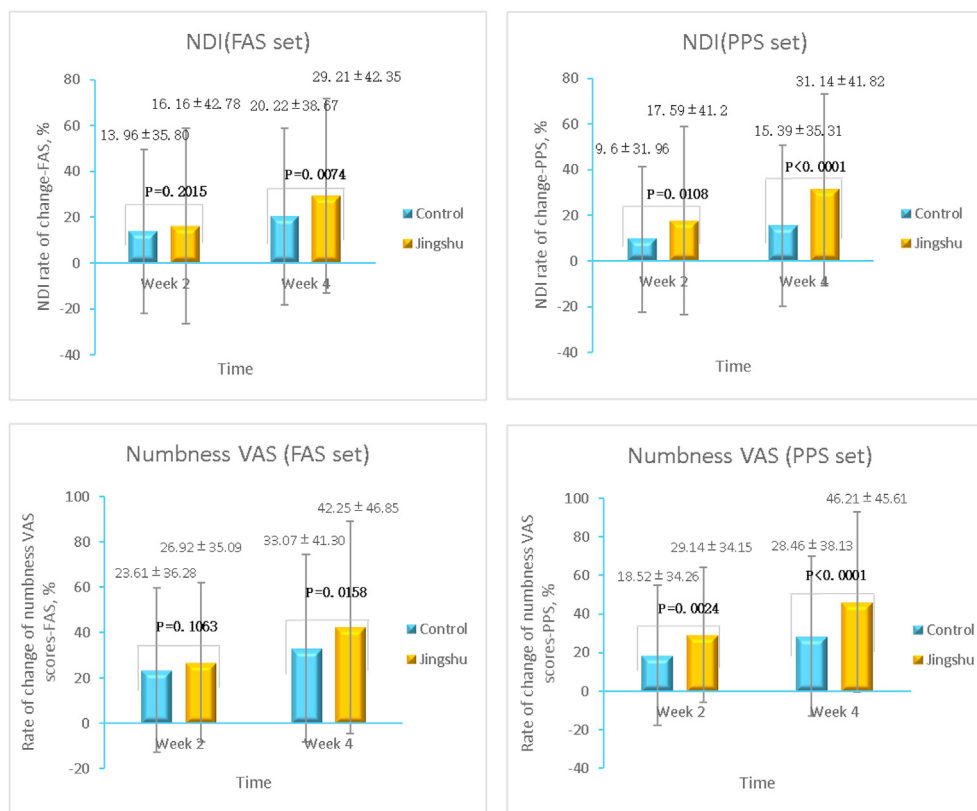 NDI(FAS set)
NDI rate of change-FAS, %
80
60
40
20
0
-20
-40
13.96±35.80
16.16±42.78
20.22±38.67
29.21±42.35
P=0.2015
P=0.0074
Week 2
Week 4
Time
Control
Jingshu
NDI(PPS set)
NDI rate of change-PPS, %
80
60
40
20
0
-20
-40
9.6±31.96
17.59±41.2
15.39±35.31
31.14±41.82
P=0.0108
P<0.0001
Week 2
Week 4
Time
Control
Jingshu
Numbness VAS (FAS set)
Rate of change of numbness VAS
scores-FAS, %
100
80
60
40
20
0
-20
23.61±36.28
26.92±35.09
33.07±41.30
42.25±46.85
P=0.1063
P=0.0158
Week 2
Week 4
Time
Control
Jingshu
Numbness VAS (PPS set)
Rate of change of numbness VAS
scores-PPS, %
100
80
60
40
20
0
-20
-40
18.52±34.26
29.14±34.15
28.46±38.13
46.21±45.61
P=0.0024
P<0.0001
Week 2
Week 4
Time
Control
Jingshu